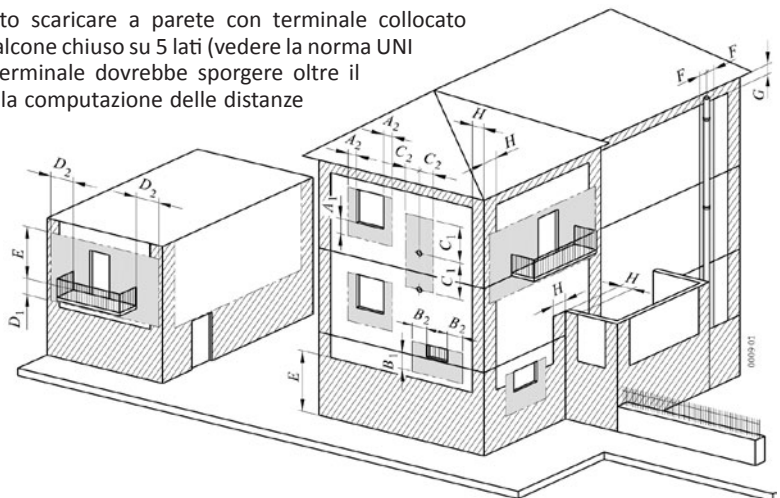 to scaricare a parete con terminale collocato
alcone chiuso su 5 lati (vedere la norma UNI
erminale dovrebbe sporgere oltre il
la computazione delle distanze
F F
G
H
H
A2
A2
C2 C2
D2
D2
A1
C1
C1
E
D1
H
H
B2 B2
B1
E
0009 01